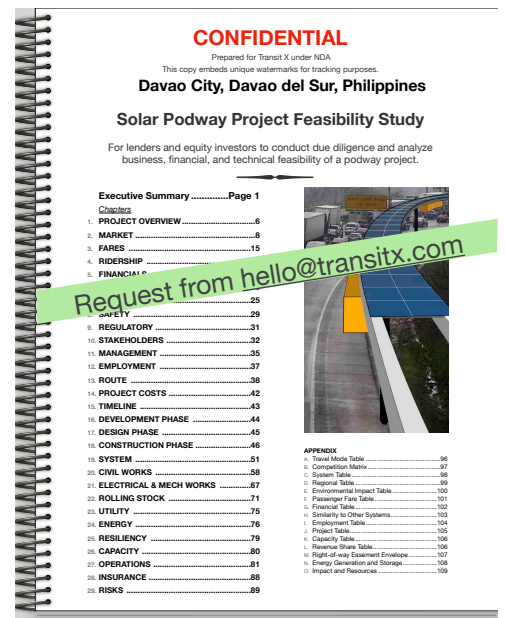 CONFIDENTIAL
Prepared for Transit X under NDA
This copy embeds unique watermarks for tracking purposes.
Davao City, Davao del Sur, Philippines
Solar Podway Project Feasibility Study
For lenders and equity investors to conduct due diligence and analyze
business, financial, and technical feasibility of a podway project.
Executive Summary ..............Page 1
Chapters
1. PROJECT OVERVIEW ..................................6
2. MARKET ..................................8
3. FARES ..................................15
4. RIDERSHIP
5. FINANCIALS
Request from hello@transitx.com
25
8. SAFETY ..................................29
9. REGULATORY ..................................31
10. STAKEHOLDERS ..................................32
11. MANAGEMENT ..................................35
12. EMPLOYMENT ..................................37
13. ROUTE ..................................38
14. PROJECT COSTS ..................................42
15. TIMELINE ..................................43
16. DEVELOPMENT PHASE ..................................44
17. DESIGN PHASE ..................................45
18. CONSTRUCTION PHASE ..................................46
19. SYSTEM ..................................51
20. CIVIL WORKS ..................................58
21. ELECTRICAL & MECH WORKS ............67
22. ROLLING STOCK ..................................71
23. UTILITY ..................................75
24. ENERGY ..................................76
25. RESILIENCY ..................................79
26. CAPACITY ..................................80
27. OPERATIONS ..................................81
28. INSURANCE ..................................88
29. RISKS ..................................89
APPENDIX
A. Travel Mode Table ..................................96
B. Competition Matrix ..................................97
C. System Table ..................................98
D. Regional Table ..................................99
E. Environmental Impact Table ....................100
F. Passenger Fare Table ..................................101
G. Financial Table ..................................102
H. Similarity to Other Systems ....................103
I. Employment Table ..................................104
J. Project Table ..................................105
K. Capacity Table ..................................106
L. Revenue Share Table ..................................106
M. Right-of-way Easement Envelope ............107
N. Energy Generation and Storage ................108
O. Impact and Resources ..................................109